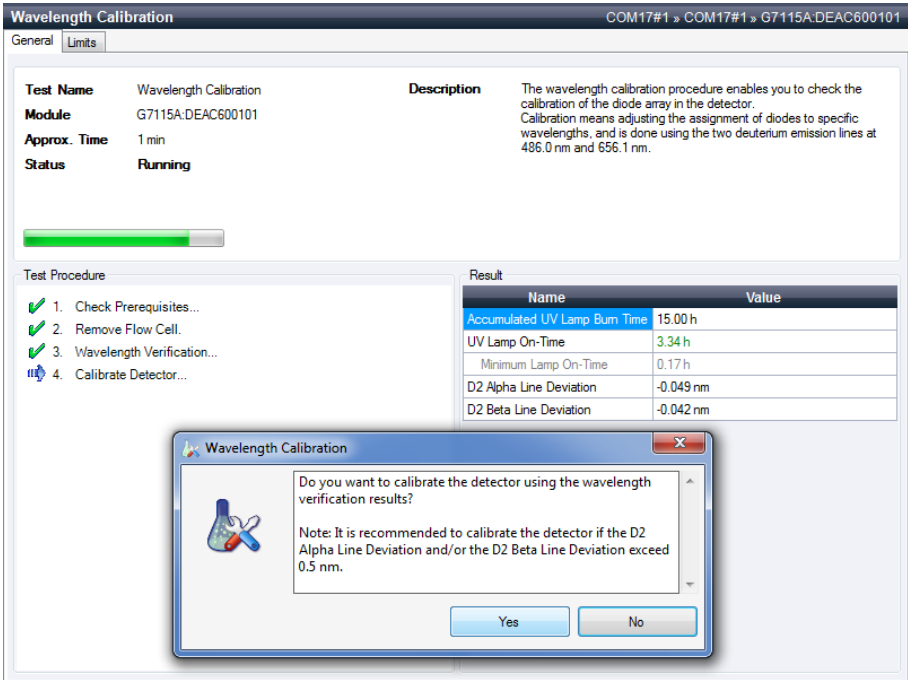 Wavelength Calibration COM17#1 » COM17#1 » G7115A:DEAC600101
General Limits
Test Name Wavelength Calibration
Module G7115A:DEAC600101
Approx. Time 1 min
Status Running
Description The wavelength calibration procedure enables you to check the
calibration of the diode array in the detector.
Calibration means adjusting the assignment of diodes to specific
wavelengths, and is done using the two deuterium emission lines at
486.0 nm and 656.1 nm.
Test Procedure
1. Check Prerequisites...
2. Remove Flow Cell.
3. Wavelength Verification...
4. Calibrate Detector...
Result
Name Value
Accumulated UV Lamp Burn Time 15.00 h
UV Lamp On-Time 3.34 h
Minimum Lamp On-Time 0.17 h
D2 Alpha Line Deviation -0.049 nm
D2 Beta Line Deviation -0.042 nm
Wavelength Calibration
Do you want to calibrate the detector using the wavelength
verification results?
Note: It is recommended to calibrate the detector if the D2
Alpha Line Deviation and/or the D2 Beta Line Deviation exceed
0.5 nm.
Yes No